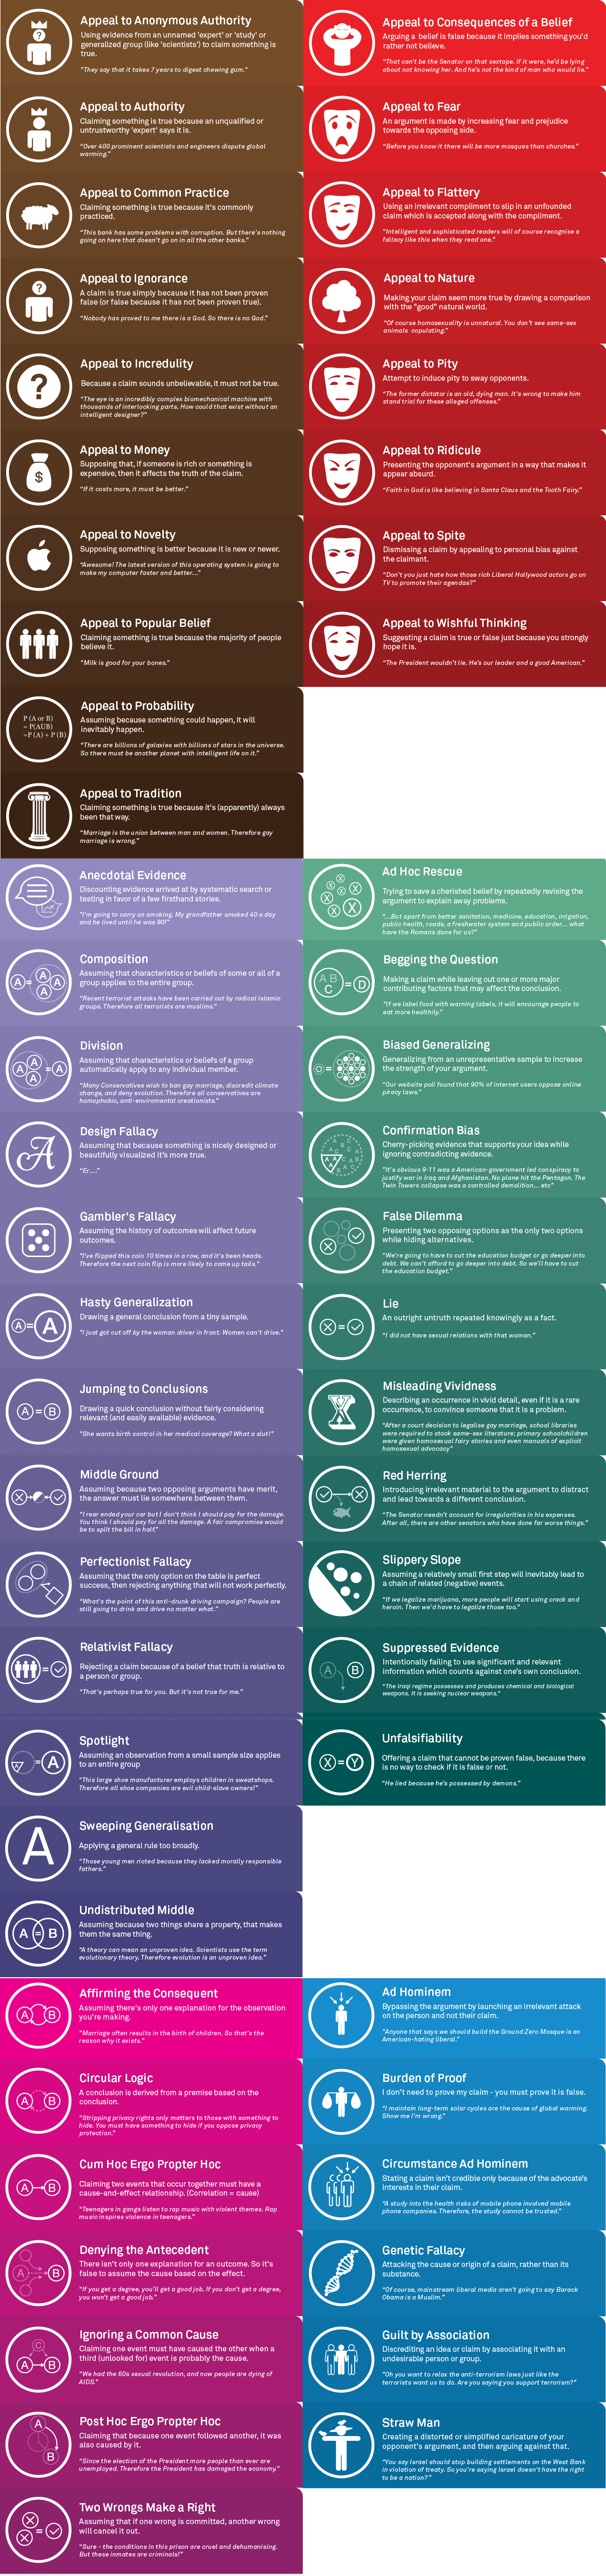 ?
Appeal to Anonymous Authority
Using evidence from an unnamed 'expert' or 'study' or
generalized group (like 'scientists') to claim something is
true.
"They say that it takes 7 years to digest chewing gum."
Appeal to Authority
Claiming something is true because an unqualified or
untrustworthy 'expert' says it is.
"Over 400 prominent scientists and engineers dispute global
warming."
Appeal to Common Practice
Claiming something is true because it's commonly
practiced.
"This bank has some problems with corruption. But there's nothing
going on here that doesn't go on in all the other banks."
?
Appeal to Ignorance
A claim is true simply because it has not been proven
false (or false because it has not been proven true).
"Nobody has proved to me there is a God. So there is no God."
?
Appeal to Incredulity
Because a claim sounds unbelievable, it must not be true.
"The eye is an incredibly complex biomechanical machine with
thousands of interlocking parts. How could that exist without an
intelligent designer?"
$
Appeal to Money
Supposing that, if someone is rich or something is
expensive, then it affects the truth of the claim.
"If it costs more, it must be better."
Appeal to Novelty
Supposing something is better because it is new or newer.
"Awesome! The latest version of this operating system is going to
make my computer faster and better..."
Appeal to Popular Belief
Claiming something is true because the majority of people
believe it.
"Milk is good for your bones."
P (A or B)
= P(AUB)
=P (A) + P (B)
Appeal to Probability
Assuming because something could happen, it will
inevitably happen.
"There are billions of galaxies with billions of stars in the universe.
So there must be another planet with intelligent life on it."
Appeal to Tradition
Claiming something is true because it's (apparently) always
been that way.
"Marriage is the union between man and women. Therefore gay
marriage is wrong."
Appeal to Consequences of a Belief
Arguing a belief is false because it implies something you'd
rather not believe.
"That can't be the Senator on that sextape. If it were, he'd be lying
about not knowing her. And he's not the kind of man who would lie."
Appeal to Fear
An argument is made by increasing fear and prejudice
towards the opposing side.
"Before you know it there will be more mosques than churches."
Appeal to Flattery
Using an irrelevant compliment to slip in an unfounded
claim which is accepted along with the compliment.
"Intelligent and sophisticated readers will of course recognise a
fallacy like this when they read one."
Appeal to Nature
Making your claim seem more true by drawing a comparison
with the "good" natural world.
"Of course homosexuality is unnatural. You don't see same-sex
animals copulating."
Appeal to Pity
Attempt to induce pity to sway opponents.
"The former dictator is an old, dying man. It's wrong to make him
stand trial for these alleged offenses."
Appeal to Ridicule
Presenting the opponent's argument in a way that makes it
appear absurd.
"Faith in God is like believing in Santa Claus and the Tooth Fairy."
Appeal to Spite
Dismissing a claim by appealing to personal bias against
the claimant.
"Don't you just hate how those rich Liberal Hollywood actors go on
TV to promote their agendas?"
Appeal to Wishful Thinking
Suggesting a claim is true or false just because you strongly
hope it is.
"The President wouldn't lie. He's our leader and a good American."
Anecdotal Evidence
Discounting evidence arrived at by systematic search or
testing in favor of a few firsthand stories.
"I'm going to carry on smoking. My grandfather smoked 40 a day
and he lived until he was 90!"
A = A A A
Composition
Assuming that characteristics or beliefs of some or all of a
group applies to the entire group.
"Recent terrorist attacks have been carried out by radical Islamic
groups. Therefore all terrorists are muslims."
A A A = A
Division
Assuming that characteristics or beliefs of a group
automatically apply to any individual member.
"Many Conservatives wish to ban gay marriage, discredit climate
change, and deny evolution. Therefore all conservatives are
homophobic, anti-enviromental creationists."
A
Design Fallacy
Assuming that because something is nicely designed or
beautifully visualized it's more true.
"Er...."
Gambler's Fallacy
Assuming the history of outcomes will affect future
outcomes.
"I've flipped this coin 10 times in a row, and it's been heads.
Therefore the next coin flip is more likely to come up tails."
A = A
Hasty Generalization
Drawing a general conclusion from a tiny sample.
"I just got cut off by the woman driver in front. Women can't drive."
A = B
Jumping to Conclusions
Drawing a quick conclusion without fairly considering
relevant (and easily available) evidence.
"She wants birth control in her medical coverage? What a slut!"
Middle Ground
Assuming because two opposing arguments have merit,
the answer must lie somewhere between them.
"I rear ended your car but I don't think I should pay for the damage.
You think I should pay for all the damage. A fair compromise would
be to split the bill in half."
Perfectionist Fallacy
Assuming that the only option on the table is perfect
success, then rejecting anything that will not work perfectly.
"What's the point of this anti-drunk driving campaign? People are
still going to drink and drive no matter what."
Relativist Fallacy
Rejecting a claim because of a belief that truth is relative to
a person or group.
"That's perhaps true for you. But it's not true for me."
A = A
Spotlight
Assuming an observation from a small sample size applies
to an entire group
"This large shoe manufacturer employs children in sweatshops.
Therefore all shoe companies are evil child-slave owners!"
A
Sweeping Generalisation
Applying a general rule too broadly.
"Those young men rioted because they lacked morally responsible
fathers."
A = B
Undistributed Middle
Assuming because two things share a property, that makes
them the same thing.
"A theory can mean an unproven idea. Scientists use the term
evolutionary theory. Therefore evolution is an unproven idea."
X X X X X X
Ad Hoc Rescue
Trying to save a cherished belief by repeatedly revising the
argument to explain away problems.
"...But apart from better sanitation, medicine, education, irrigation,
public health, roads, a freshwater system and public order... what
have the Romans done for us?"
A B
C = D
Begging the Question
Making a claim while leaving out one or more major
contributing factors that may affect the conclusion.
"If we label food with warning labels, it will encourage people to
eat more healthily."
Biased Generalizing
Generalizing from an unrepresentative sample to increase
the strength of your argument.
"Our website poll found that 90% of internet users oppose online
piracy laws."
Confirmation Bias
Cherry-picking evidence that supports your idea while
ignoring contradicting evidence.
"It's obvious 9-11 was a American-government led conspiracy to
justify war in Iraq and Afghanistan. No plane hit the Pentagon. The
Twin Towers collapse was a controlled demolition... etc"
False Dilemma
Presenting two opposing options as the only two options
while hiding alternatives.
"We're going to have to cut the education budget or go deeper into
debt. We can't afford to go deeper into debt. So we'll have to cut
the education budget."
Lie
An outright untruth repeated knowingly as a fact.
"I did not have sexual relations with that woman."
Misleading Vividness
Describing an occurrence in vivid detail, even if it is a rare
occurrence, to convince someone that it is a problem.
"After a court decision to legalise gay marriage, school libraries
were required to stock same-sex literature; primary schoolchildren
were given homosexual fairy stories and even manuals of explicit
homosexual advocacy"
Red Herring
Introducing irrelevant material to the argument to distract
and lead towards a different conclusion.
"The Senator needn't account for irregularities in his expenses.
After all, there are other senators who have done far worse things."
Slippery Slope
Assuming a relatively small first step will inevitably lead to
a chain of related (negative) events.
"If we legalize marijuana, more people will start using crack and
heroin. Then we'd have to legalize those too."
A B
Suppressed Evidence
Intentionally failing to use significant and relevant
information which counts against one's own conclusion.
"The Iraqi regime possesses and produces chemical and biological
weapons. It is seeking nuclear weapons."
X = Y
Unfalsifiability
Offering a claim that cannot be proven false, because there
is no way to check if it is false or not.
"He lied because he's possessed by demons."
A B
Affirming the Consequent
Assuming there's only one explanation for the observation
you're making.
"Marriage often results in the birth of children. So that's the
reason why it exists."
A B
Circular Logic
A conclusion is derived from a premise based on the
conclusion.
"Stripping privacy rights only matters to those with something to
hide. You must have something to hide if you oppose privacy
protection."
A B
Cum Hoc Ergo Propter Hoc
Claiming two events that occur together must have a
cause-and-effect relationship. (Correlation = cause)
"Teenagers in gangs listen to rap music with violent themes. Rap
music inspires violence in teenagers."
A B
Denying the Antecedent
There isn't only one explanation for an outcome. So it's
false to assume the cause based on the effect.
"If you get a degree, you'll get a good job. If you don't get a degree,
you won't get a good job."
C
A B
Ignoring a Common Cause
Claiming one event must have caused the other when a
third (unlooked for) event is probably the cause.
"We had the 60s sexual revolution, and now people are dying of
AIDS."
A
B
Post Hoc Ergo Propter Hoc
Claiming that because one event followed another, it was
also caused by it.
"Since the election of the President more people than ever are
unemployed. Therefore the President has damaged the economy."
Two Wrongs Make a Right
Assuming that if one wrong is committed, another wrong
will cancel it out.
"Sure - the conditions in this prison are cruel and dehumanising.
But these inmates are criminals!"
Ad Hominem
Bypassing the argument by launching an irrelevant attack
on the person and not their claim.
"Anyone that says we should build the Ground Zero Mosque is an
American-hating liberal."
Burden of Proof
I don't need to prove my claim - you must prove it is false.
"I maintain long-term solar cycles are the cause of global warming.
Show me I'm wrong."
Circumstance Ad Hominem
Stating a claim isn't credible only because of the advocate's
interests in their claim.
"A study into the health risks of mobile phone involved mobile
phone companies. Therefore, the study cannot be trusted."
Genetic Fallacy
Attacking the cause or origin of a claim, rather than its
substance.
"Of course, mainstream liberal media aren't going to say Barack
Obama is a Muslim."
Guilt by Association
Discrediting an idea or claim by associating it with an
undesirable person or group.
"Oh you want to relax the anti-terrorism laws just like the
terrorists want us to do. Are you saying you support terrorism?"
Straw Man
Creating a distorted or simplified caricature of your
opponent's argument, and then arguing against that.
"You say Israel should stop building settlements on the West Bank
in violation of treaty. So you're saying Israel doesn't have the right
to be a nation?"